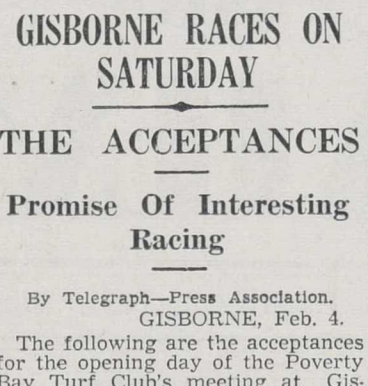 GISBORNE RACES ON
SATURDAY
THE ACCEPTANCES
Promise Of Interesting
Racing
By Telegraph—Press Association.
GISBORNE, Feb. 4.
The following are the acceptances
for the opening day of the Poverty
Bay Turf Club's meeting at Gis-